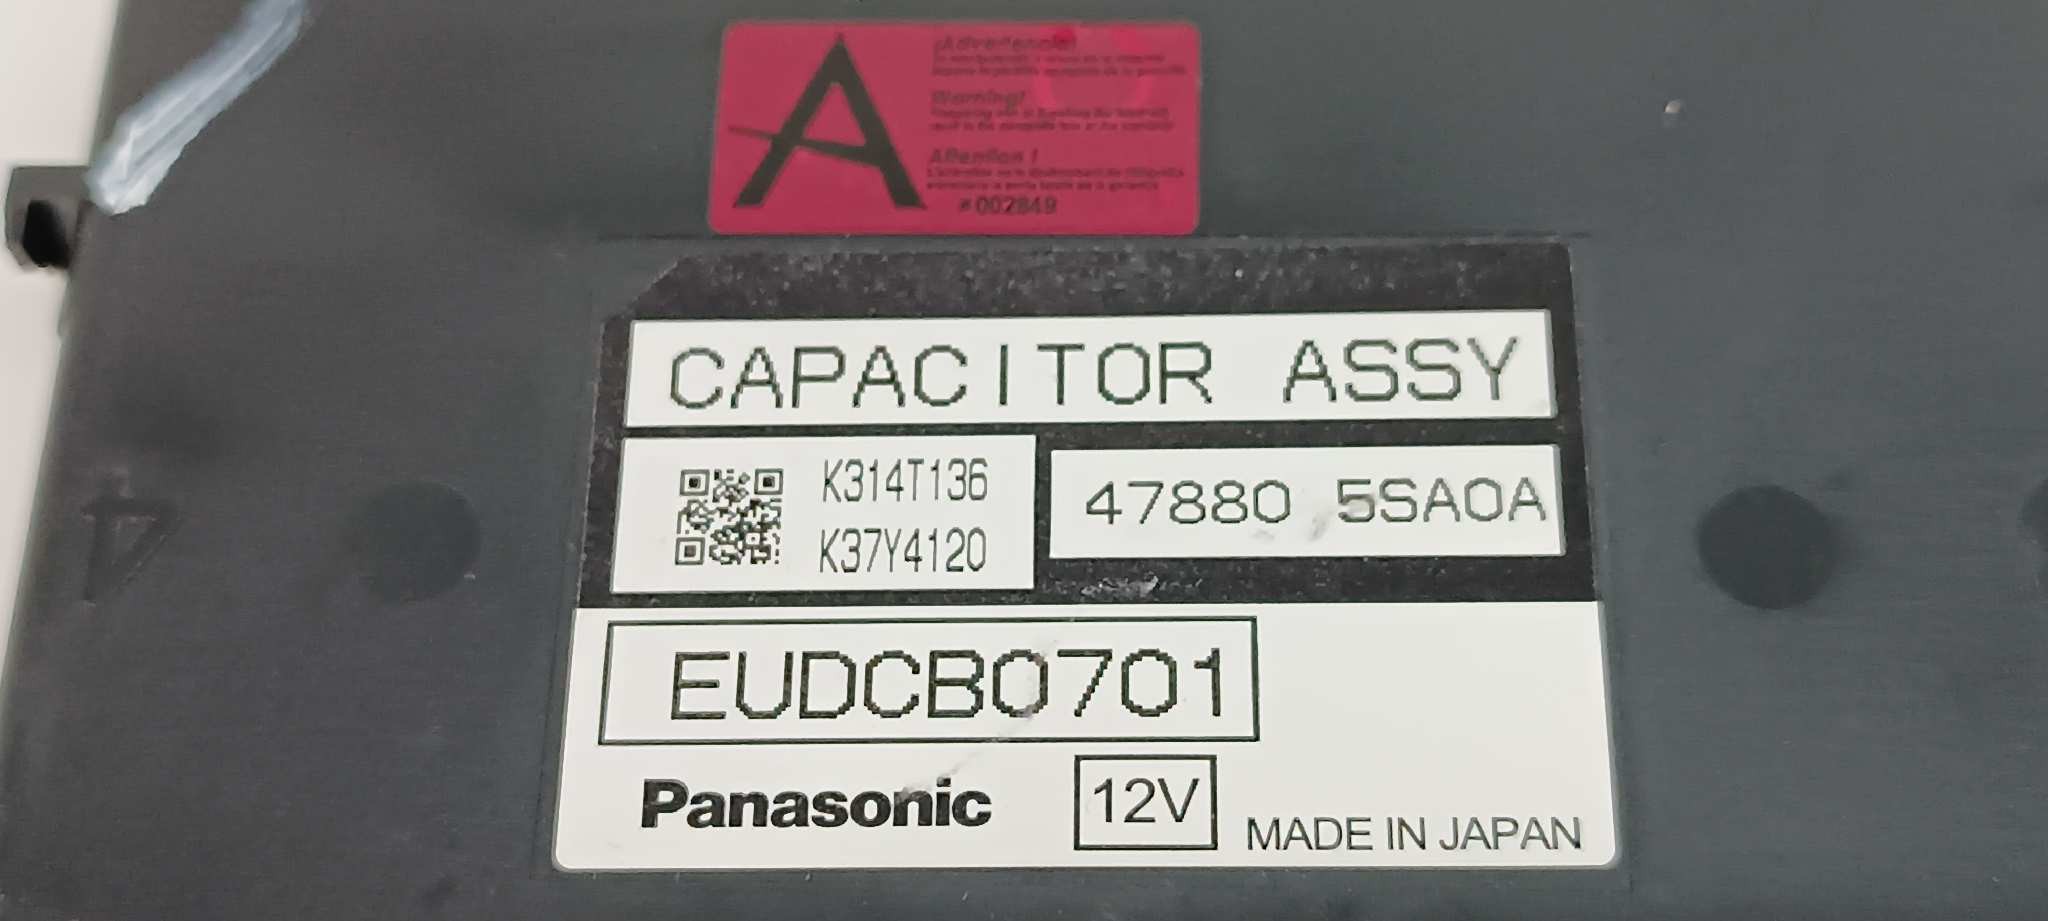 A
¡Advertencia!
Warning!
Attention !
# 002849
CAPACITOR ASSY
K314T136
K37Y4120
47880 5SA0A
EUDCB0701
Panasonic
12V
MADE IN JAPAN
4